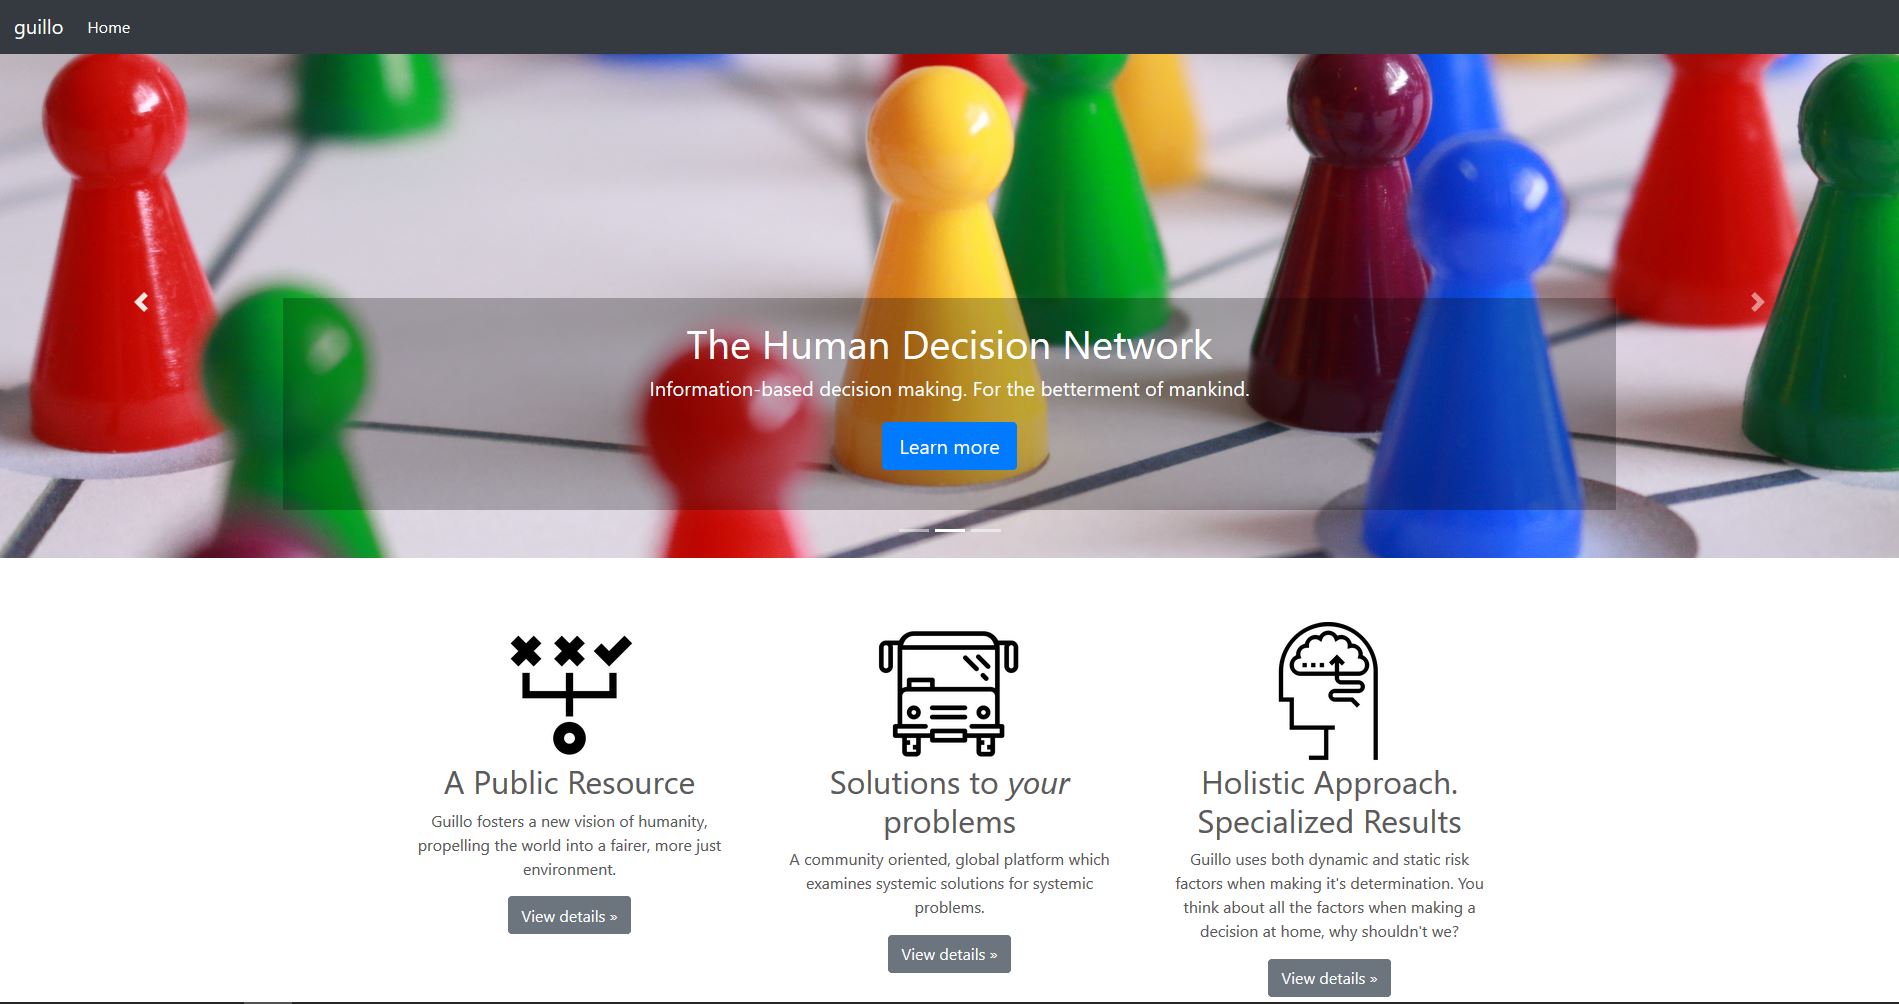 guillo Home
The Human Decision Network
Information-based decision making. For the betterment of mankind.
Learn more
A Public Resource
Guillo fosters a new vision of humanity,
propelling the world into a fairer, more just
environment.
View details »
Solutions to your
problems
A community oriented, global platform which
examines systemic solutions for systemic
problems.
View details »
Holistic Approach.
Specialized Results
Guillo uses both dynamic and static risk
factors when making it's determination. You
think about all the factors when making a
decision at home, why shouldn't we?
View details »